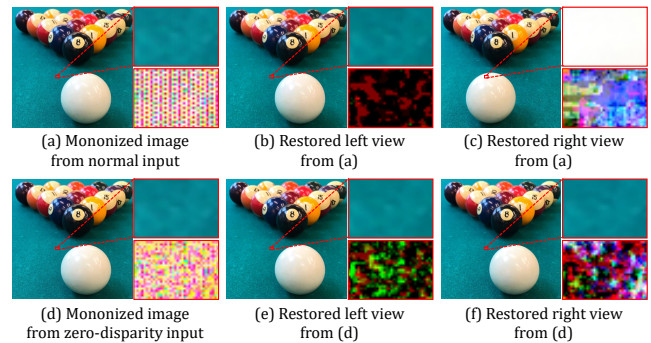 (a) Mononized image
from normal input
(b) Restored left view
from (a)
(c) Restored right view
from (a)
(d) Mononized image
from zero-disparity input
(e) Restored left view
from (d)
(f) Restored right view
from (d)